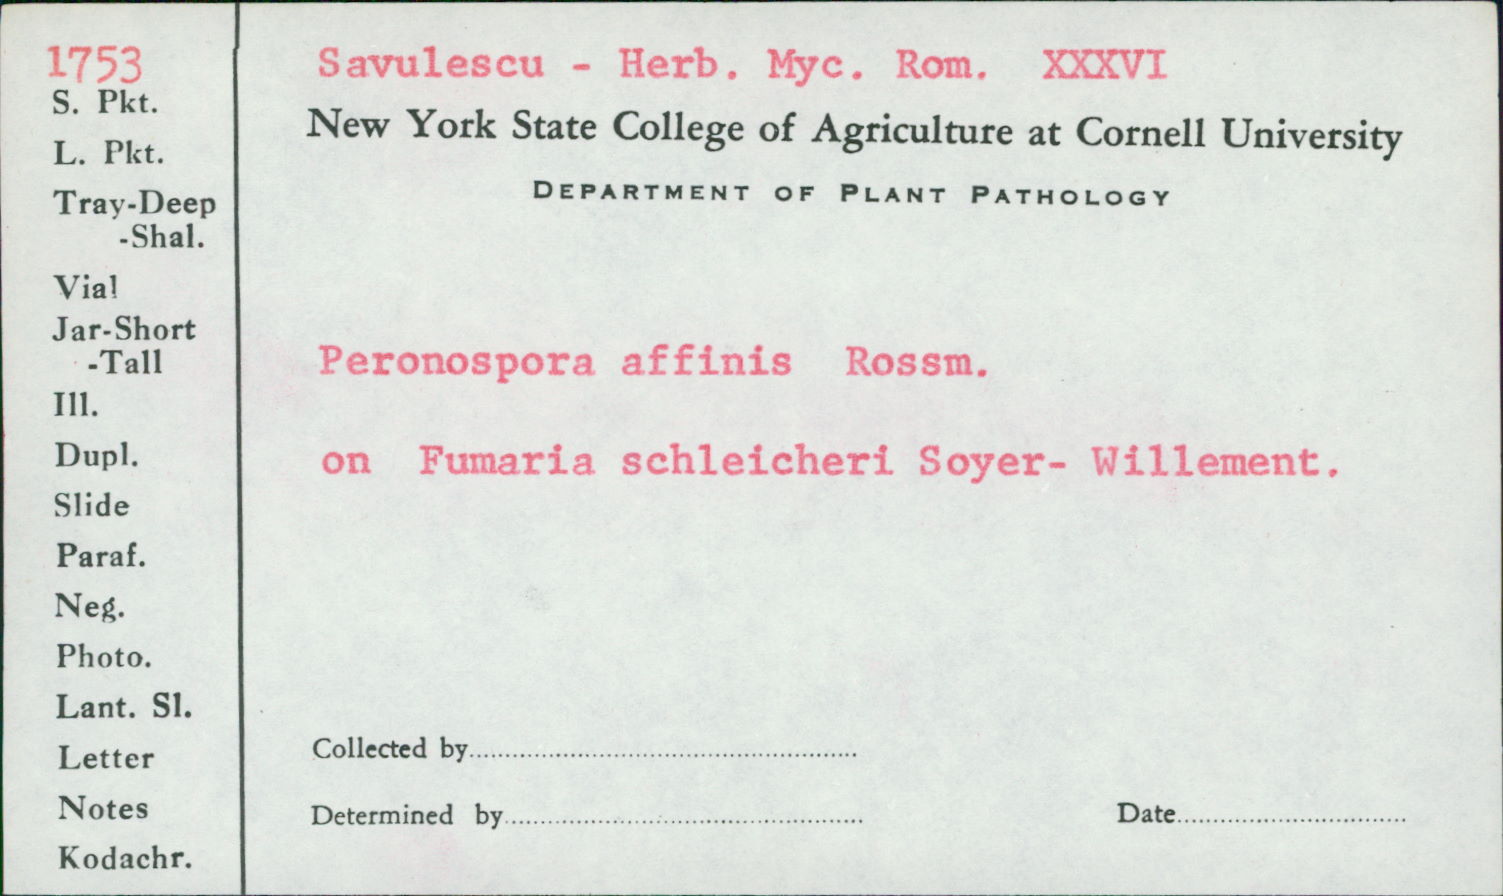 1753
S. Pkt.
L. Pkt.
Tray-Deep
-Shal.
Vial
Jar-Short
-Tall
Ill.
Dupl.
Slide
Paraf.
Neg.
Photo.
Lant. Sl.
Letter
Notes
Kodachr.
Savulescu - Herb. Myc. Rom. XXXVI
New York State College of Agriculture at Cornell University
DEPARTMENT OF PLANT PATHOLOGY
Peronospora affinis Rossm.
on Fumaria schleicheri Soyer- Willement.
Collected by
Determined by
Date